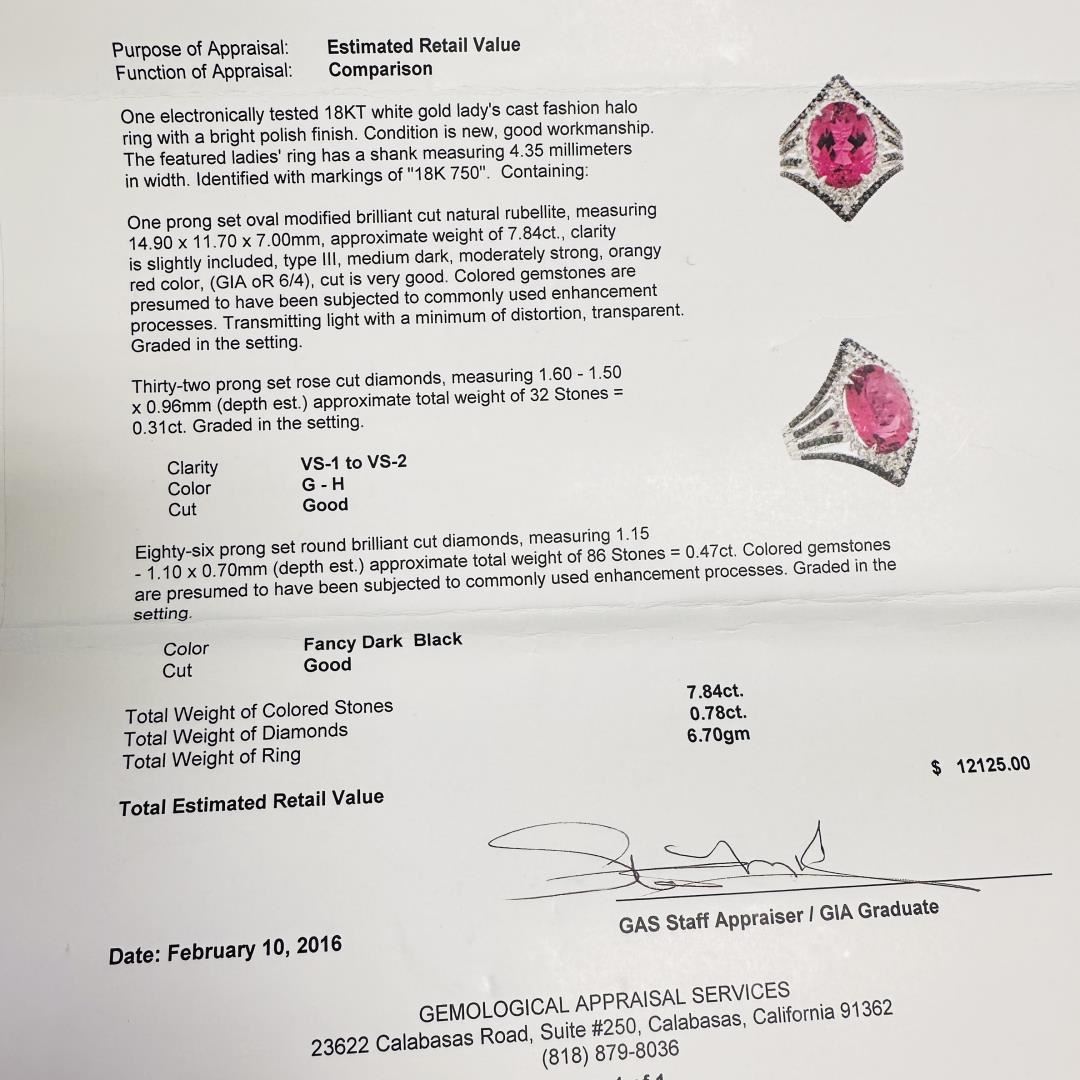 Purpose of Appraisal: Estimated Retail Value
Function of Appraisal: Comparison
One electronically tested 18KT white gold lady's cast fashion halo
ring with a bright polish finish. Condition is new, good workmanship.
The featured ladies' ring has a shank measuring 4.35 millimeters
in width. Identified with markings of "18K 750". Containing:
One prong set oval modified brilliant cut natural rubellite, measuring
14.90 x 11.70 x 7.00mm, approximate weight of 7.84ct., clarity
is slightly included, type III, medium dark, moderately strong, orangy
red color, (GIA oR 6/4), cut is very good. Colored gemstones are
presumed to have been subjected to commonly used enhancement
processes. Transmitting light with a minimum of distortion, transparent.
Graded in the setting.
Thirty-two prong set rose cut diamonds, measuring 1.60 - 1.50
x 0.96mm (depth est.) approximate total weight of 32 Stones =
0.31ct. Graded in the setting.
Clarity VS-1 to VS-2
Color G - H
Cut Good
Eighty-six prong set round brilliant cut diamonds, measuring 1.15
- 1.10 x 0.70mm (depth est.) approximate total weight of 86 Stones = 0.47ct. Colored gemstones
are presumed to have been subjected to commonly used enhancement processes. Graded in the
setting.
Color Fancy Dark Black
Cut Good
Total Weight of Colored Stones 7.84ct.
Total Weight of Diamonds 0.78ct.
Total Weight of Ring 6.70gm
Total Estimated Retail Value $ 12125.00
GAS Staff Appraiser / GIA Graduate
Date: February 10, 2016
GEMOLOGICAL APPRAISAL SERVICES
23622 Calabasas Road, Suite #250, Calabasas, California 91362
(818) 879-8036